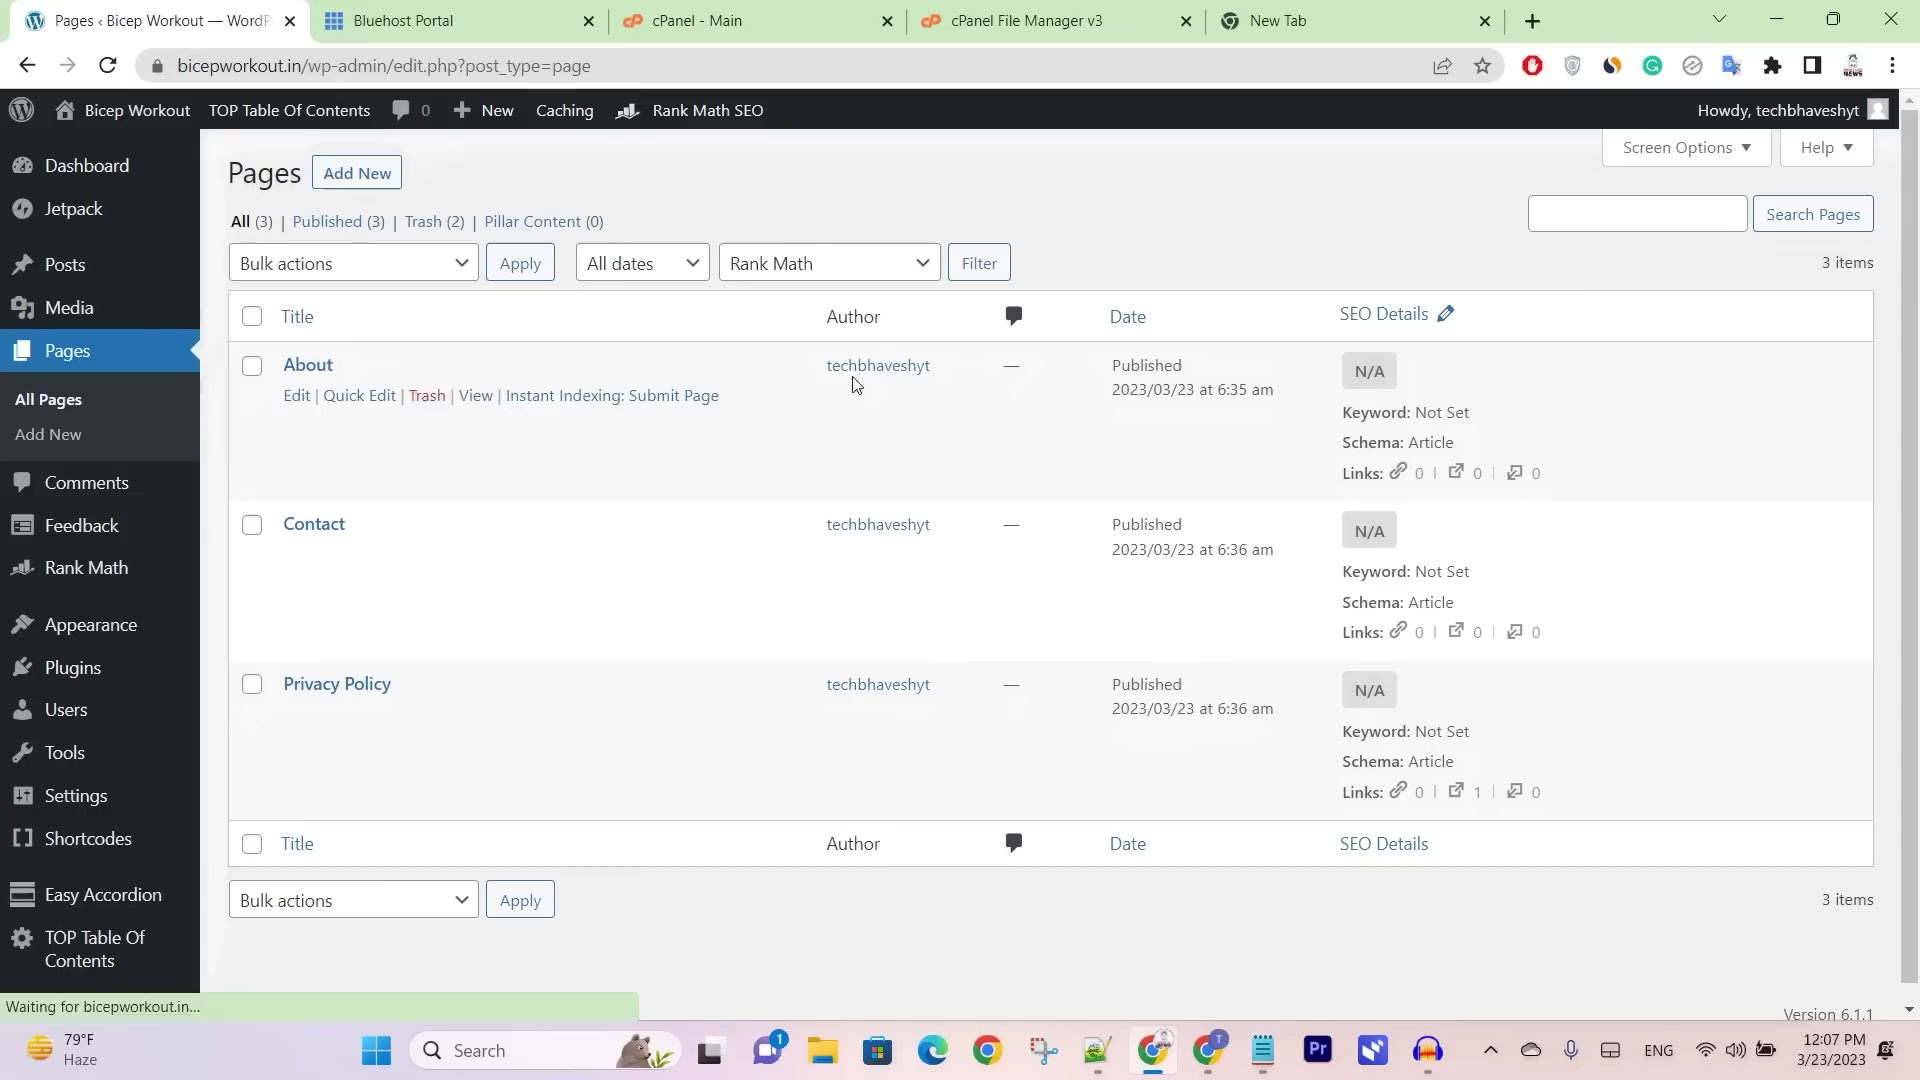 Pages ‹ Bicep Workout — WordP
Bluehost Portal
cPanel - Main
cPanel File Manager v3
New Tab
bicepworkout.in/wp-admin/edit.php?post_type=page
Bicep Workout TOP Table Of Contents 0 New Caching Rank Math SEO Howdy, techbhaveshyt
Dashboard
Jetpack
Posts
Media
Pages
All Pages
Add New
Comments
Feedback
Rank Math
Appearance
Plugins
Users
Tools
Settings
Shortcodes
Easy Accordion
TOP Table Of
Contents
Screen Options Help
Pages Add New
All (3) | Published (3) | Trash (2) | Pillar Content (0)
Search Pages
Bulk actions Apply All dates Rank Math Filter 3 items
Title Author Date SEO Details
About techbhaveshyt — Published N/A
Edit | Quick Edit | Trash | View | Instant Indexing: Submit Page 2023/03/23 at 6:35 am
Keyword: Not Set
Schema: Article
Links: 0 | 0 | 0
Contact techbhaveshyt — Published N/A
2023/03/23 at 6:36 am
Keyword: Not Set
Schema: Article
Links: 0 | 0 | 0
Privacy Policy techbhaveshyt — Published N/A
2023/03/23 at 6:36 am
Keyword: Not Set
Schema: Article
Links: 0 | 1 | 0
Title Author Date SEO Details
Bulk actions Apply 3 items
Version 6.1.1
Waiting for bicepworkout.in...
79°F
Haze
Search
1
T
Pr
ENG
12:07 PM
3/23/2023